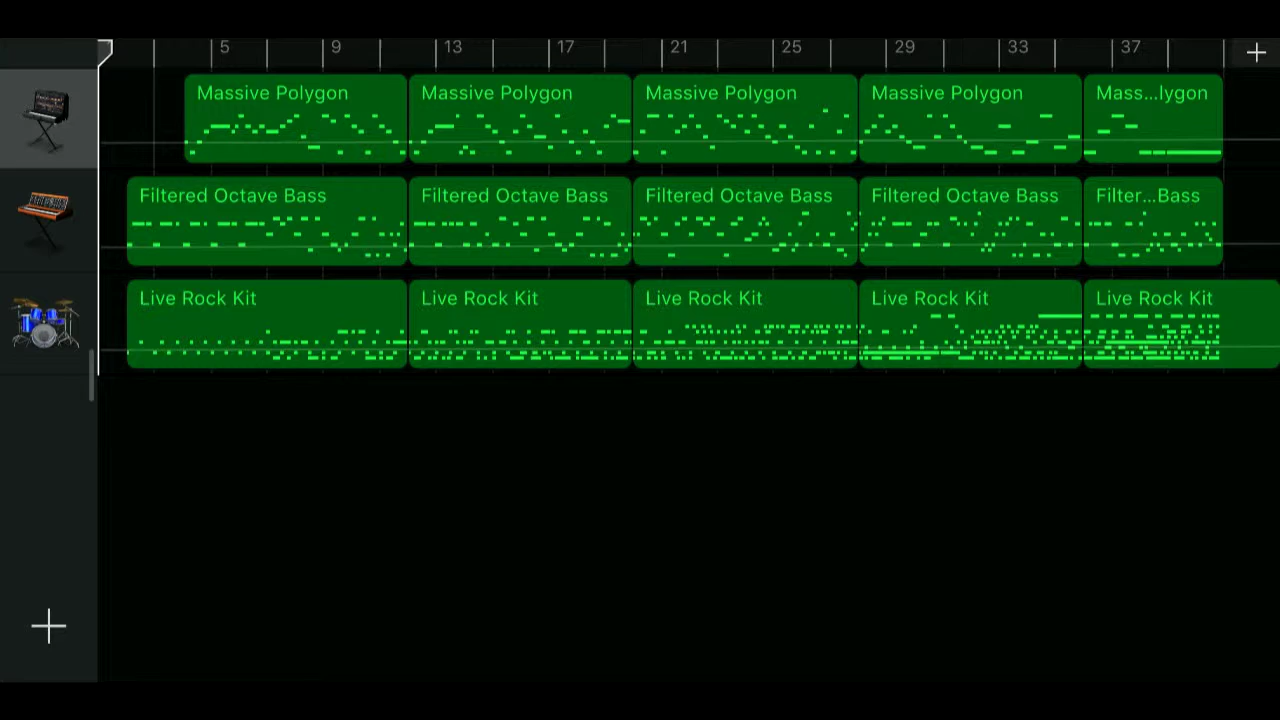 5 9 13 17 21 25 29 33 37
Massive Polygon Massive Polygon Massive Polygon Massive Polygon Mass...lygon
Filtered Octave Bass Filtered Octave Bass Filtered Octave Bass Filtered Octave Bass Filter...Bass
Live Rock Kit Live Rock Kit Live Rock Kit Live Rock Kit Live Rock Kit